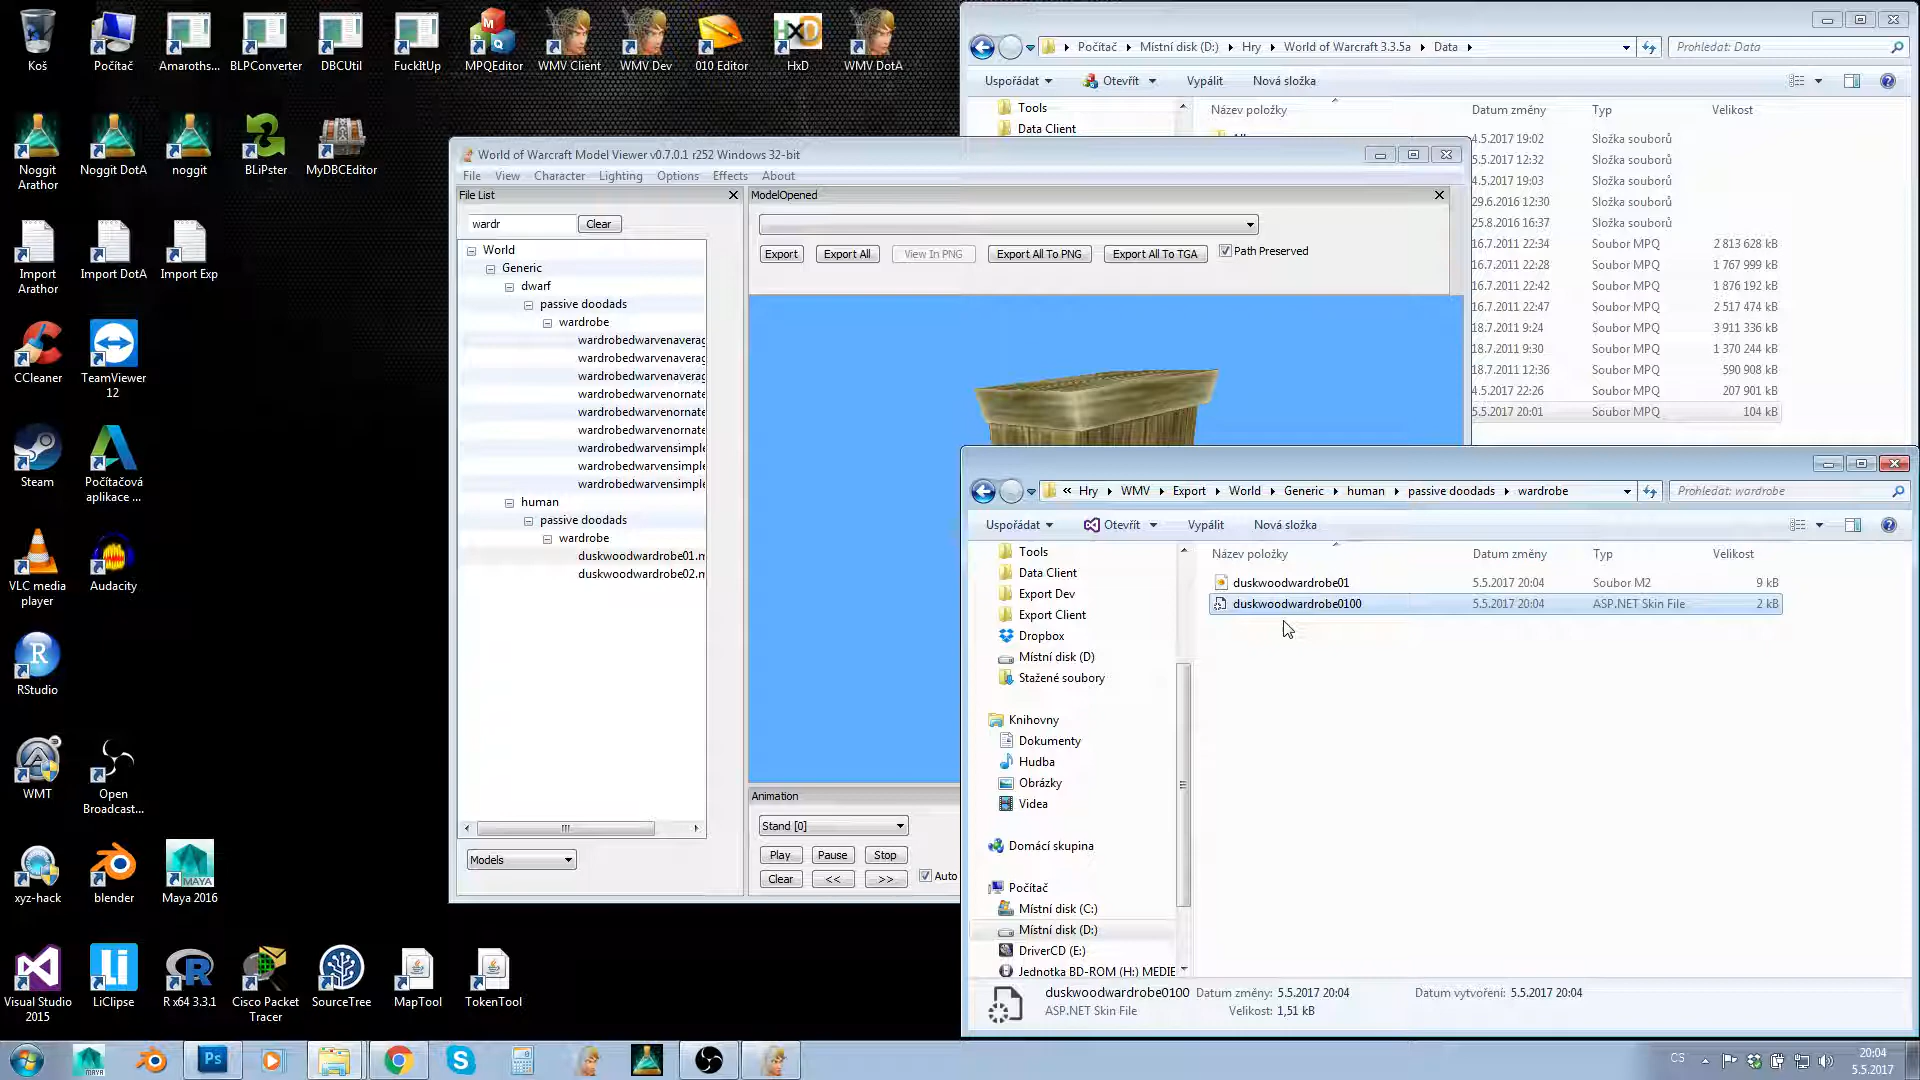 Koš
Počítač
Amaroths...
BLPConverter
DBCUtil
FuckItUp
MPQEditor
WMV Client
WMV Dev
010 Editor
HxD
WMV DotA
Noggit Arathor
Noggit DotA
noggit
BLiPster
MyDBCEditor
Import Arathor
Import DotA
Import Exp
CCleaner
TeamViewer 12
Steam
Počítačová aplikace ...
VLC media player
Audacity
RStudio
WMT
Open Broadcast...
xyz-hack
blender
Maya 2016
Visual Studio 2015
LiClipse
R x64 3.3.1
Cisco Packet Tracer
SourceTree
MapTool
TokenTool
World of Warcraft Model Viewer v0.7.0.1 r252 Windows 32-bit
File View Character Lighting Options Effects About
File List
wardr
Clear
World
Generic
dwarf
passive doodads
wardrobe
wardrobedwarvenaverag
wardrobedwarvenaverag
wardrobedwarvenaverag
wardrobedwarvenornate
wardrobedwarvenornate
wardrobedwarvenornate
wardrobedwarvensimple
wardrobedwarvensimple
wardrobedwarvensimple
human
passive doodads
wardrobe
duskwoodwardrobe01.m
duskwoodwardrobe02.m
Models
ModelOpened
Export
Export All
View In PNG
Export All To PNG
Export All To TGA
Path Preserved
Animation
Stand [0]
Play Pause Stop
Clear << >> Auto
Počítač Místní disk (D:) Hry World of Warcraft 3.3.5a Data
Prohledat: Data
Uspořádat Otevřít Vypálit Nová složka
Tools
Data Client
Název položky Datum změny Typ Velikost
4.5.2017 19:02 Složka souborů
5.5.2017 12:32 Složka souborů
4.5.2017 19:03 Složka souborů
29.6.2016 12:30 Složka souborů
25.8.2016 16:37 Složka souborů
16.7.2011 22:34 Soubor MPQ 2 813 628 kB
16.7.2011 22:28 Soubor MPQ 1 767 999 kB
16.7.2011 22:42 Soubor MPQ 1 876 192 kB
16.7.2011 22:47 Soubor MPQ 2 517 474 kB
18.7.2011 9:24 Soubor MPQ 3 911 336 kB
18.7.2011 9:30 Soubor MPQ 1 370 244 kB
18.7.2011 12:36 Soubor MPQ 590 908 kB
4.5.2017 22:26 Soubor MPQ 207 901 kB
5.5.2017 20:01 Soubor MPQ 104 kB
« Hry WMV Export World Generic human passive doodads wardrobe
Prohledat: wardrobe
Uspořádat Otevřít Vypálit Nová složka
Název položky Datum změny Typ Velikost
duskwoodwardrobe01 5.5.2017 20:04 Soubor M2 9 kB
duskwoodwardrobe0100 5.5.2017 20:04 ASP.NET Skin File 2 kB
Tools
Data Client
Export Dev
Export Client
Dropbox
Místní disk (D)
Stažené soubory
Knihovny
Dokumenty
Hudba
Obrázky
Videa
Domácí skupina
Počítač
Místní disk (C:)
Místní disk (D:)
DriverCD (E:)
Jednotka BD-ROM (H:) MEDIE
duskwoodwardrobe0100 Datum změny: 5.5.2017 20:04 Datum vytvoření: 5.5.2017 20:04
ASP.NET Skin File Velikost: 1,51 kB
CS
20:04
5.5.2017